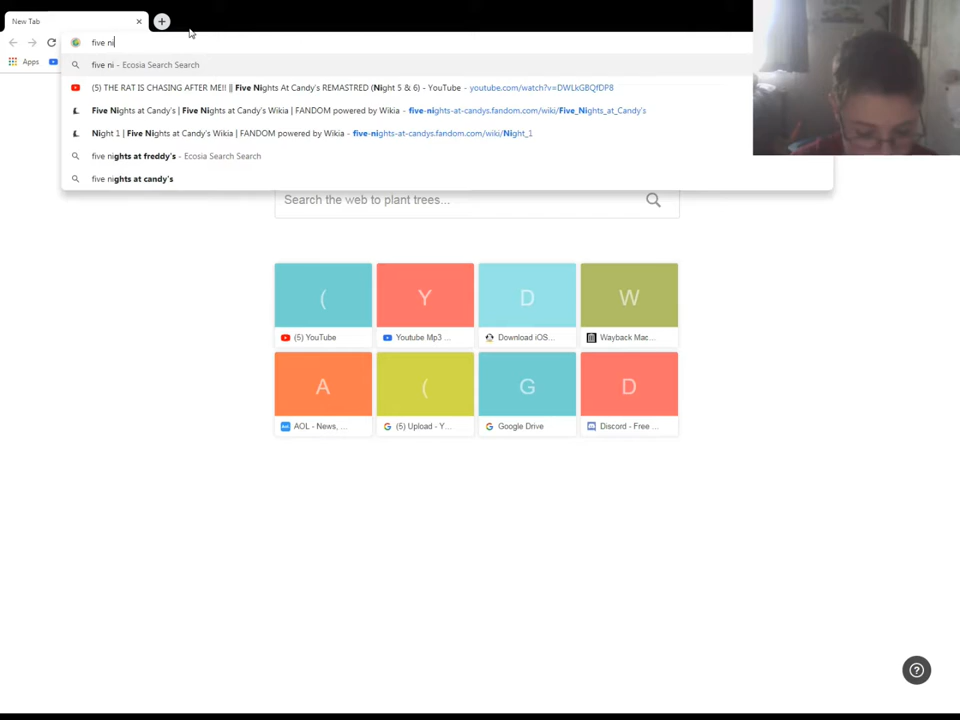 New Tab
five ni
Apps
five ni - Ecosia Search Search
(5) THE RAT IS CHASING AFTER ME!! || Five Nights At Candy's REMASTRED (Night 5 & 6) - YouTube - youtube.com/watch?v=DWLkGBQfDP8
Five Nights at Candy's | Five Nights at Candy's Wikia | FANDOM powered by Wikia - five-nights-at-candys.fandom.com/wiki/Five_Nights_at_Candy's
Night 1 | Five Nights at Candy's Wikia | FANDOM powered by Wikia - five-nights-at-candys.fandom.com/wiki/Night_1
five nights at freddy's - Ecosia Search Search
five nights at candy's
Search the web to plant trees...
( Y D W
(5) YouTube Youtube Mp3 ... Download iOS... Wayback Mac...
A ( G D
AOL - News, ... (5) Upload - Y... Google Drive Discord - Free ...